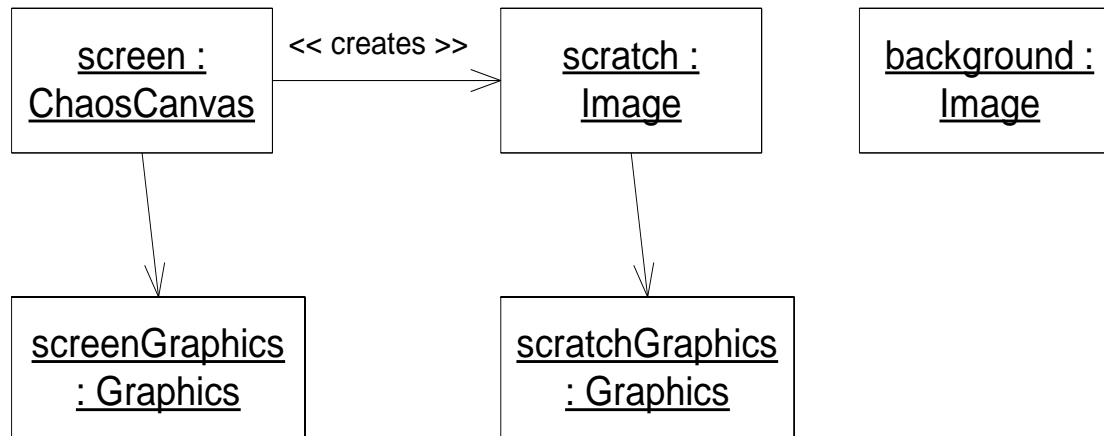 screen :
ChaosCanvas
<< creates >>
scratch :
Image
background :
Image
screenGraphics
: Graphics
scratchGraphics
: Graphics